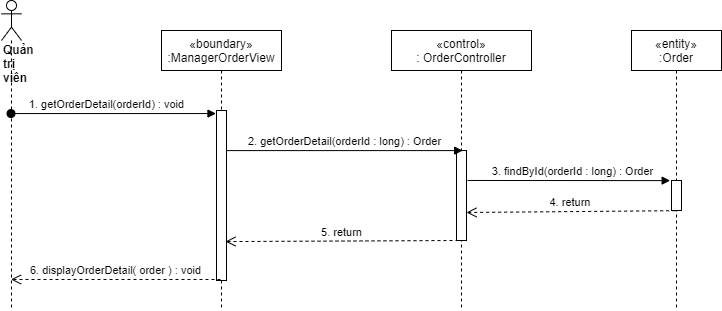 Quản
trị
viên
«boundary»
:ManagerOrderView
«control»
: OrderController
«entity»
:Order
1. getOrderDetail(orderId) : void
2. getOrderDetail(orderId : long) : Order
3. findById(orderId : long) : Order
4. return
5. return
6. displayOrderDetail( order ) : void